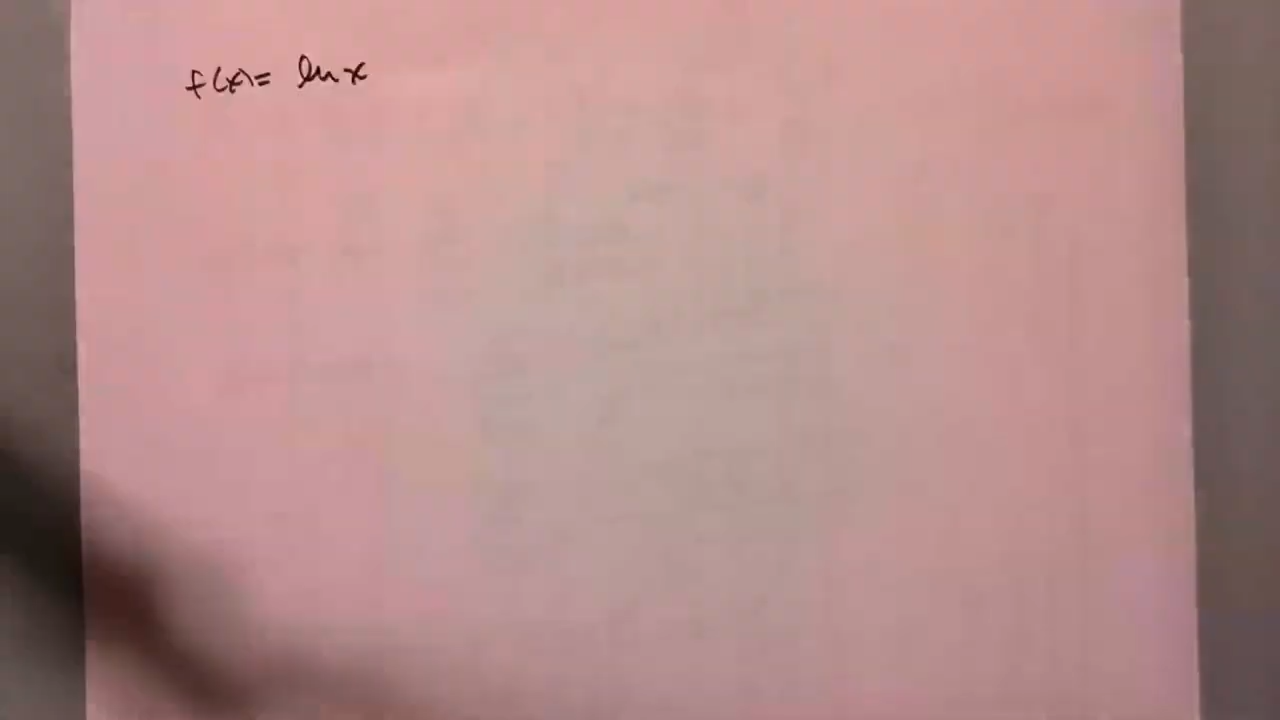 f(x) = ln x